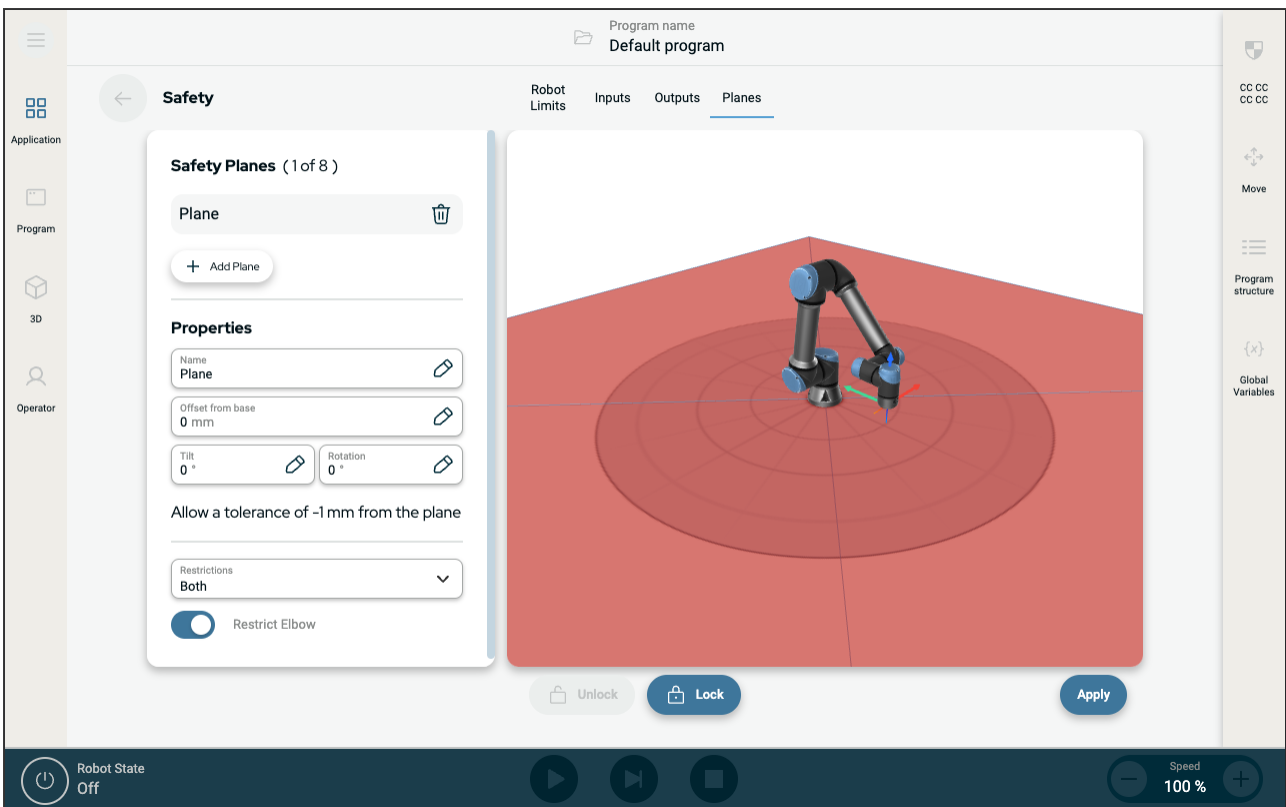 Program name
Default program
Application
Program
3D
Operator
Safety
Robot
Limits
Inputs
Outputs
Planes
Safety Planes (1 of 8)
Plane
Add Plane
Properties
Name
Plane
Offset from base
0 mm
Tilt
0 °
Rotation
0 °
Allow a tolerance of -1 mm from the plane
Restrictions
Both
Restrict Elbow
Unlock
Lock
Apply
CC CC
CC CC
Move
Program
structure
{x}
Global
Variables
Robot State
Off
Speed
100 %